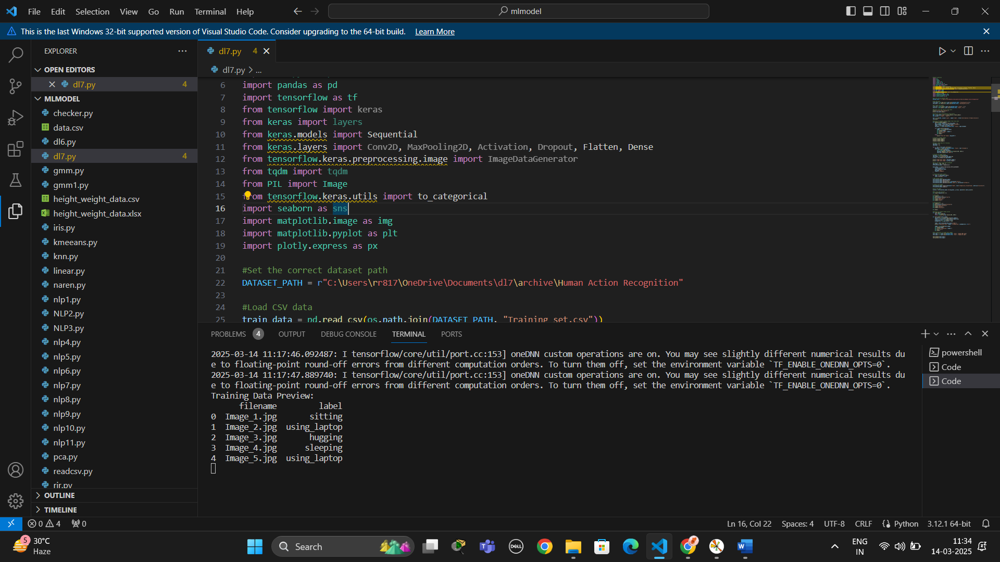 File Edit Selection View Go Run Terminal Help
mlmodel
This is the last Windows 32-bit supported version of Visual Studio Code. Consider upgrading to the 64-bit build. Learn More
EXPLORER
OPEN EDITORS
dl7.py 4
MLMODEL
checker.py
data.csv
dl6.py
dl7.py 4
gmm.py
gmm1.py
height_weight_data.csv
height_weight_data.xlsx
iris.py
kmeeans.py
knn.py
linear.py
naren.py
nlp1.py
NLP2.py
NLP3.py
nlp4.py
nlp5.py
nlp6.py
nlp7.py
nlp8.py
nlp9.py
nlp10.py
nlp11.py
pca.py
readcsv.py
rir.py
OUTLINE
TIMELINE
dl7.py 4
dl7.py > ...
6 import pandas as pd
7 import tensorflow as tf
8 from tensorflow import keras
9 from keras import layers
10 from keras.models import Sequential
11 from keras.layers import Conv2D, MaxPooling2D, Activation, Dropout, Flatten, Dense
12 from tensorflow.keras.preprocessing.image import ImageDataGenerator
13 from tqdm import tqdm
14 from PIL import Image
15 from tensorflow.keras.utils import to_categorical
16 import seaborn as sns
17 import matplotlib.image as img
18 import matplotlib.pyplot as plt
19 import plotly.express as px
20
21 #Set the correct dataset path
22 DATASET_PATH = r"C:\Users\rr817\OneDrive\Documents\dl7\archive\Human Action Recognition"
23
24 #Load CSV data
25 train_data = pd.read_csv(os.path.join(DATASET_PATH, "Training_set.csv"))
PROBLEMS 4 OUTPUT DEBUG CONSOLE TERMINAL PORTS
2025-03-14 11:17:46.092487: I tensorflow/core/util/port.cc:153] oneDNN custom operations are on. You may see slightly different numerical results du
e to floating-point round-off errors from different computation orders. To turn them off, set the environment variable `TF_ENABLE_ONEDNN_OPTS=0`.
2025-03-14 11:17:47.889740: I tensorflow/core/util/port.cc:153] oneDNN custom operations are on. You may see slightly different numerical results du
e to floating-point round-off errors from different computation orders. To turn them off, set the environment variable `TF_ENABLE_ONEDNN_OPTS=0`.
Training Data Preview:
filename label
0 Image_1.jpg sitting
1 Image_2.jpg using_laptop
2 Image_3.jpg hugging
3 Image_4.jpg sleeping
4 Image_5.jpg using_laptop
powershell
Code
Code
0 4 0
Ln 16, Col 22 Spaces: 4 UTF-8 CRLF Python 3.12.1 64-bit
5 30°C
Haze
Search
DELL
ENG
IN
11:34
14-03-2025